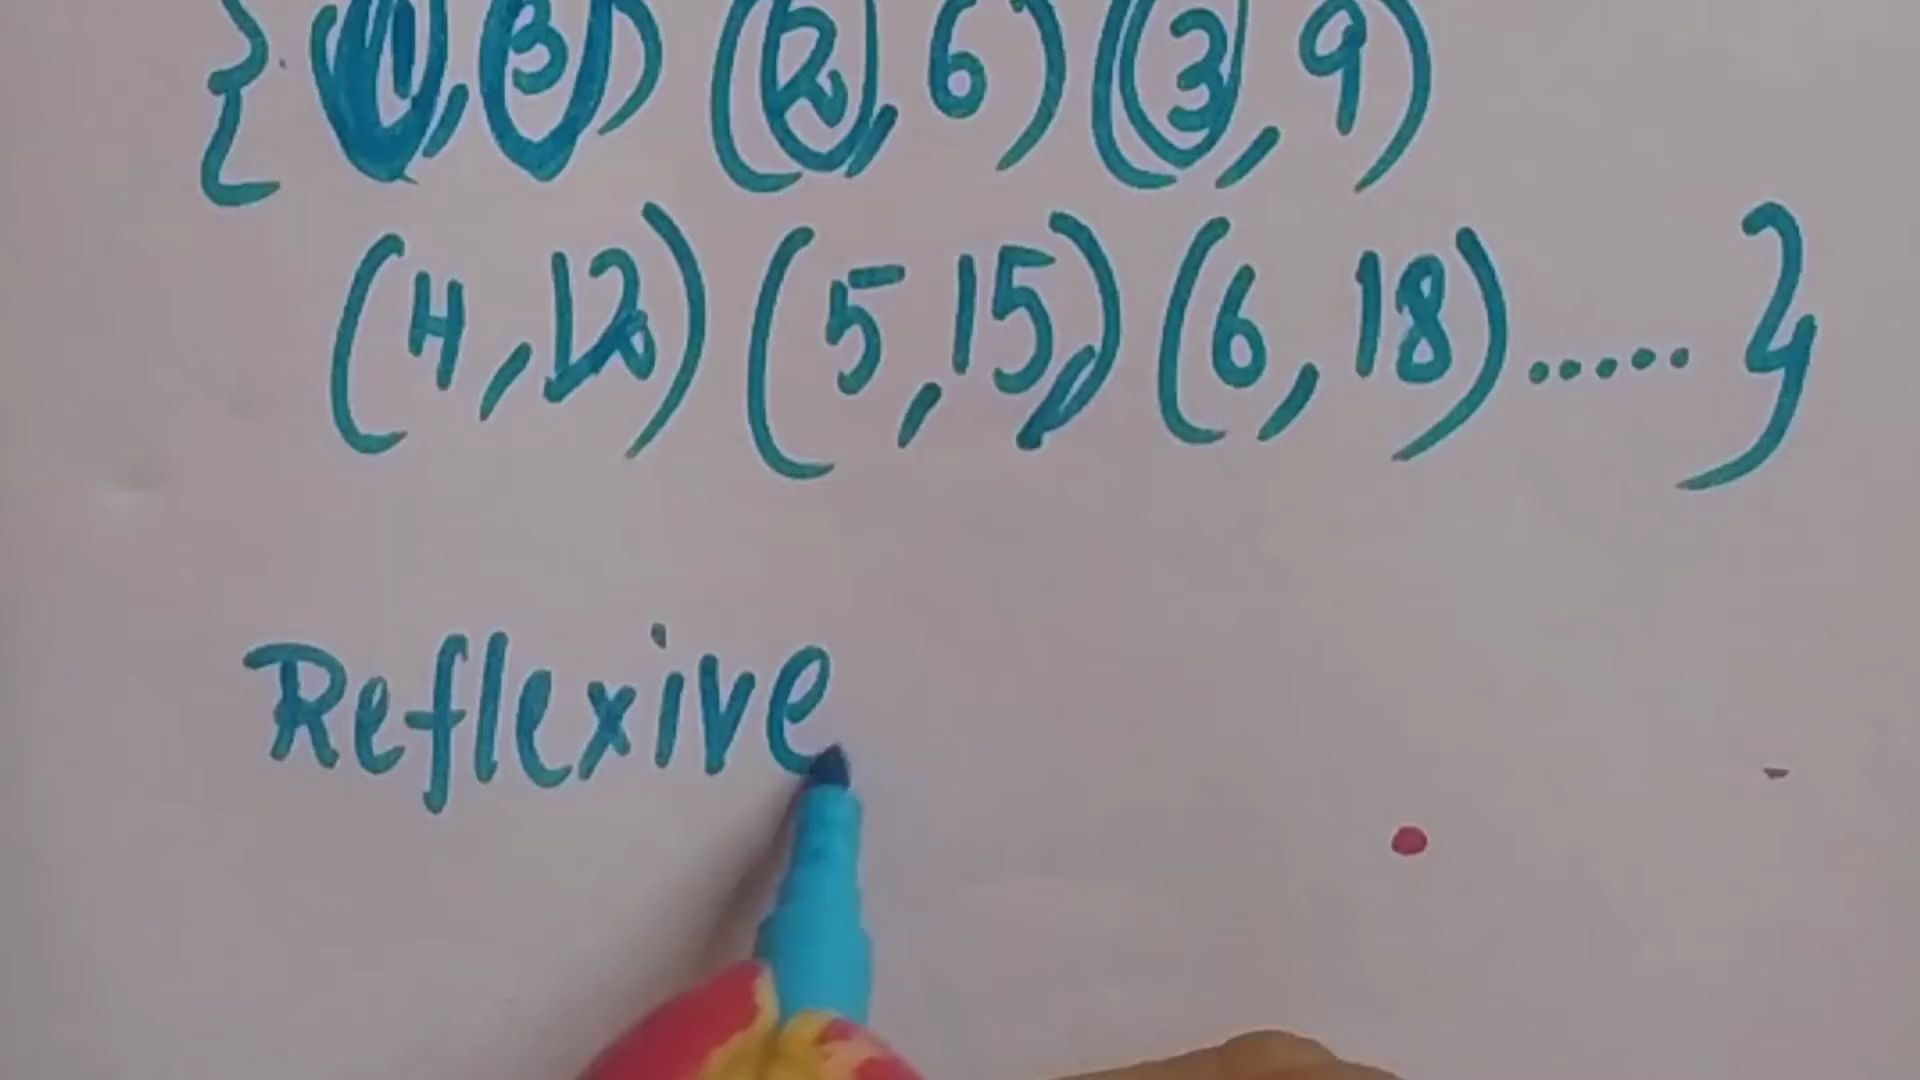 {(1,3) (2,6) (3,9)
(4,12) (5,15) (6,18).....}
Reflexive